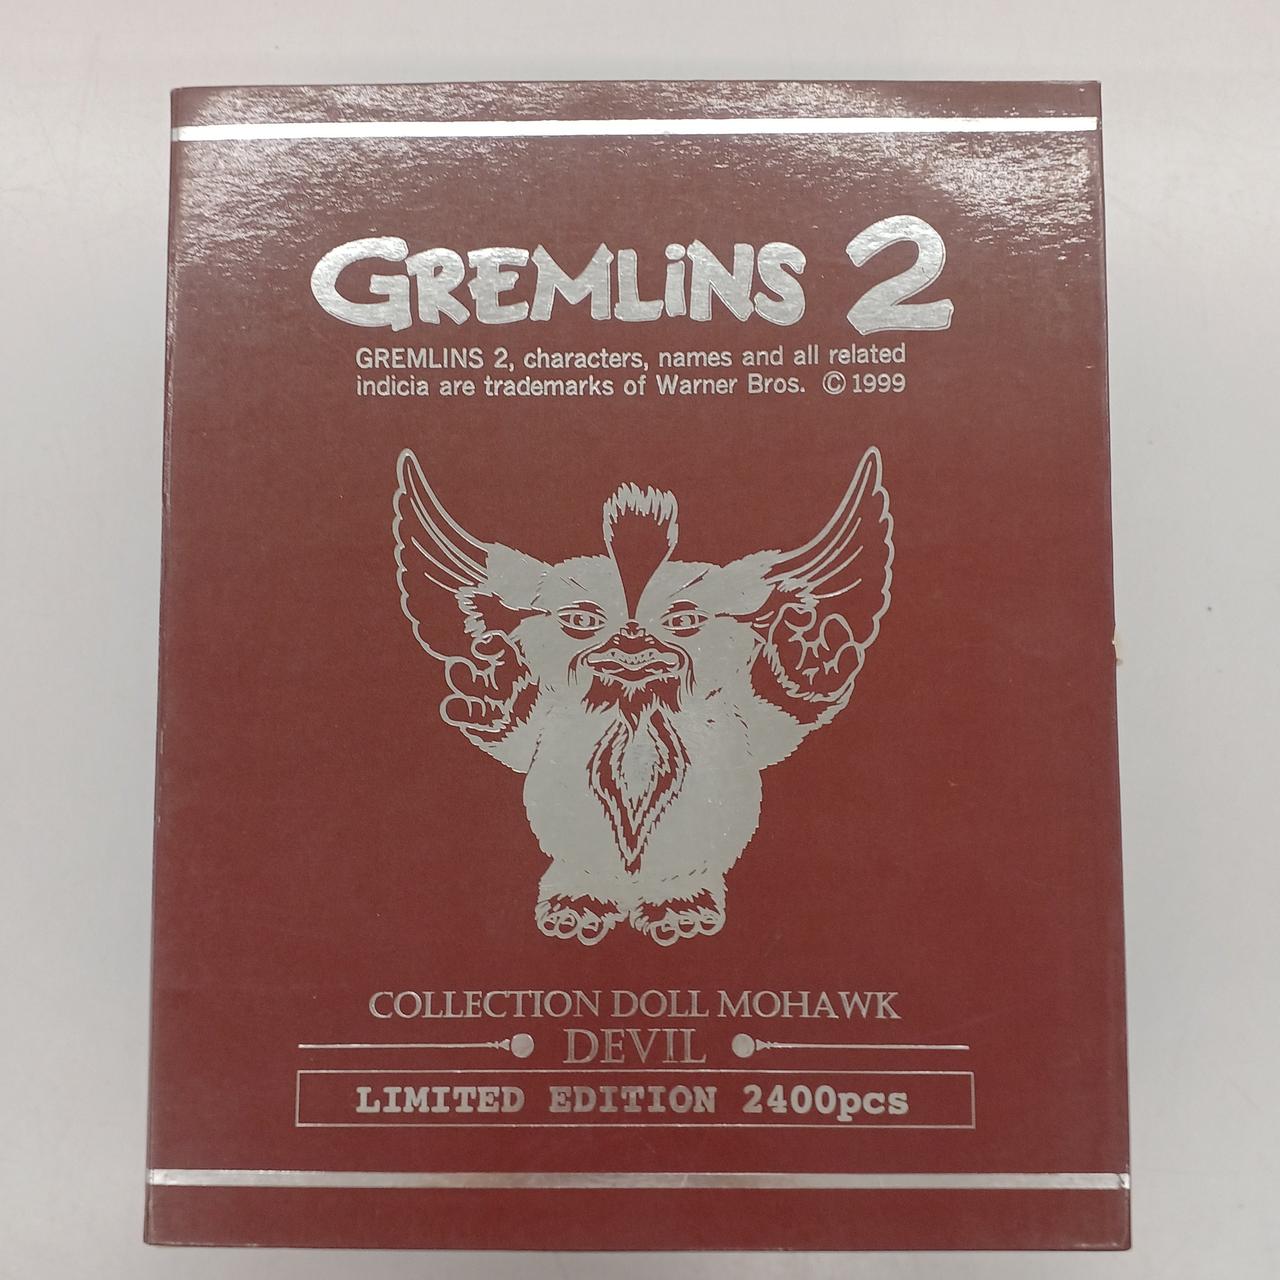 GREMLiNS 2
GREMLINS 2, characters, names and all related
indicia are trademarks of Warner Bros. © 1999
COLLECTION DOLL MOHAWK
DEVIL
LIMITED EDITION 2400pcs